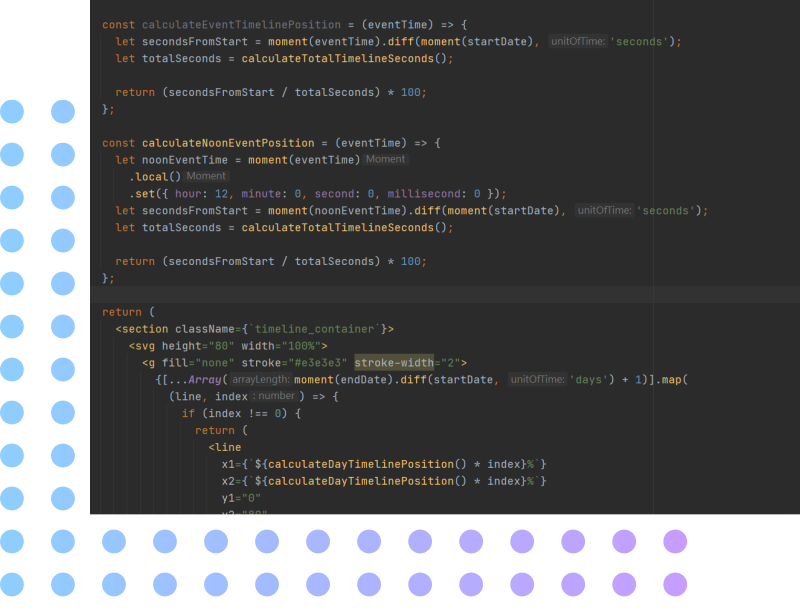 const calculateEventTimelinePosition = (eventTime) => {
let secondsFromStart = moment(eventTime).diff(moment(startDate), unitOfTime: 'seconds');
let totalSeconds = calculateTotalTimelineSeconds();
return (secondsFromStart / totalSeconds) * 100;
};
const calculateNoonEventPosition = (eventTime) => {
let noonEventTime = moment(eventTime) Moment
.local() Moment
.set({ hour: 12, minute: 0, second: 0, millisecond: 0 });
let secondsFromStart = moment(noonEventTime).diff(moment(startDate), unitOfTime: 'seconds');
let totalSeconds = calculateTotalTimelineSeconds();
return (secondsFromStart / totalSeconds) * 100;
};
return (
<section className={`timeline_container`}>
<svg height="80" width="100%">
<g fill="none" stroke="#e3e3e3" stroke-width="2">
{[...Array( arrayLength: moment(endDate).diff(startDate, unitOfTime: 'days') + 1)].map(
(line, index : number ) => {
if (index !== 0) {
return (
<line
x1={`${calculateDayTimelinePosition() * index}%`}
x2={`${calculateDayTimelinePosition() * index}%`}
y1="0"